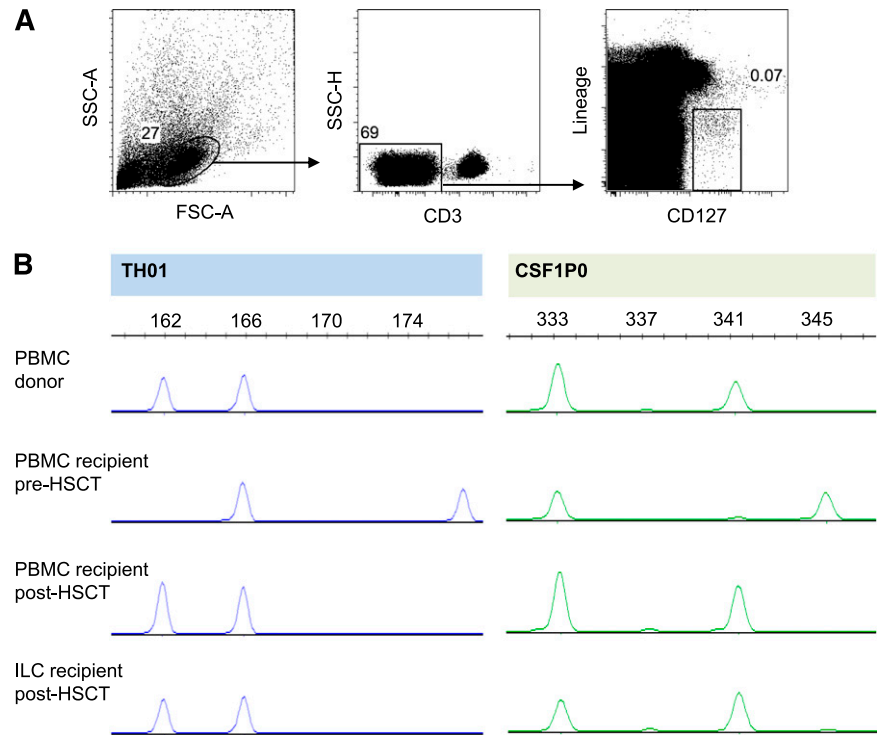 A
SSC-A
27
FSC-A
SSC-H
69
CD3
Lineage
0.07
CD127
B
TH01
CSF1P0
162 166 170 174
333 337 341 345
PBMC
donor
PBMC recipient
pre-HSCT
PBMC recipient
post-HSCT
ILC recipient
post-HSCT